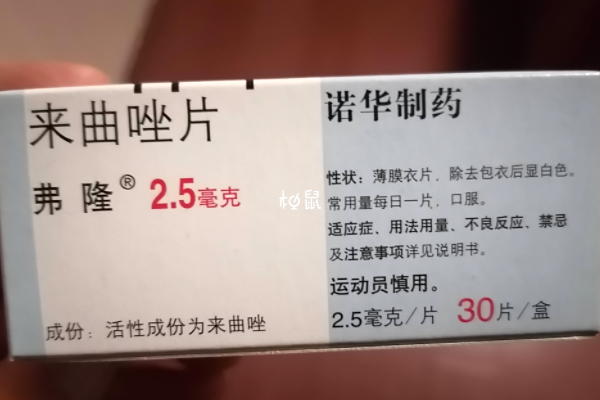 来曲唑片
弗隆® 2.5毫克
成份：活性成份为来曲唑
诺华制药
性状：薄膜衣片，除去包衣后显白色。
常用量每日一片，口服。
适应症、用法用量、不良反应、禁忌
及注意事项详见说明书。
运动员慎用。
2.5毫克/片 30片/盒
松鼠